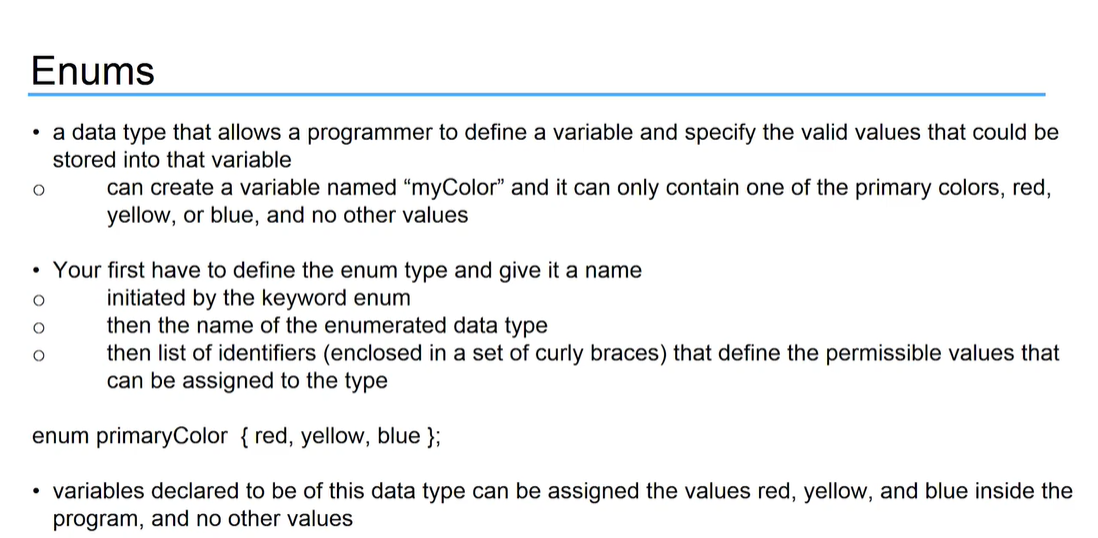 Enums
• a data type that allows a programmer to define a variable and specify the valid values that could be
stored into that variable
○ can create a variable named “myColor” and it can only contain one of the primary colors, red,
yellow, or blue, and no other values
• Your first have to define the enum type and give it a name
○ initiated by the keyword enum
○ then the name of the enumerated data type
○ then list of identifiers (enclosed in a set of curly braces) that define the permissible values that
can be assigned to the type
enum primaryColor { red, yellow, blue };
• variables declared to be of this data type can be assigned the values red, yellow, and blue inside the
program, and no other values